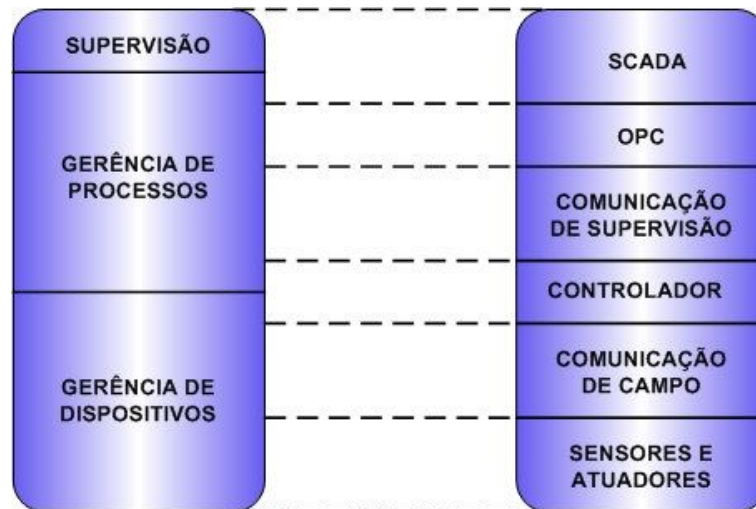 SUPERVISÃO
GERÊNCIA DE
PROCESSOS
GERÊNCIA DE
DISPOSITIVOS
SCADA
OPC
COMUNICAÇÃO
DE SUPERVISÃO
CONTROLADOR
COMUNICAÇÃO
DE CAMPO
SENSORES E
ATUADORES